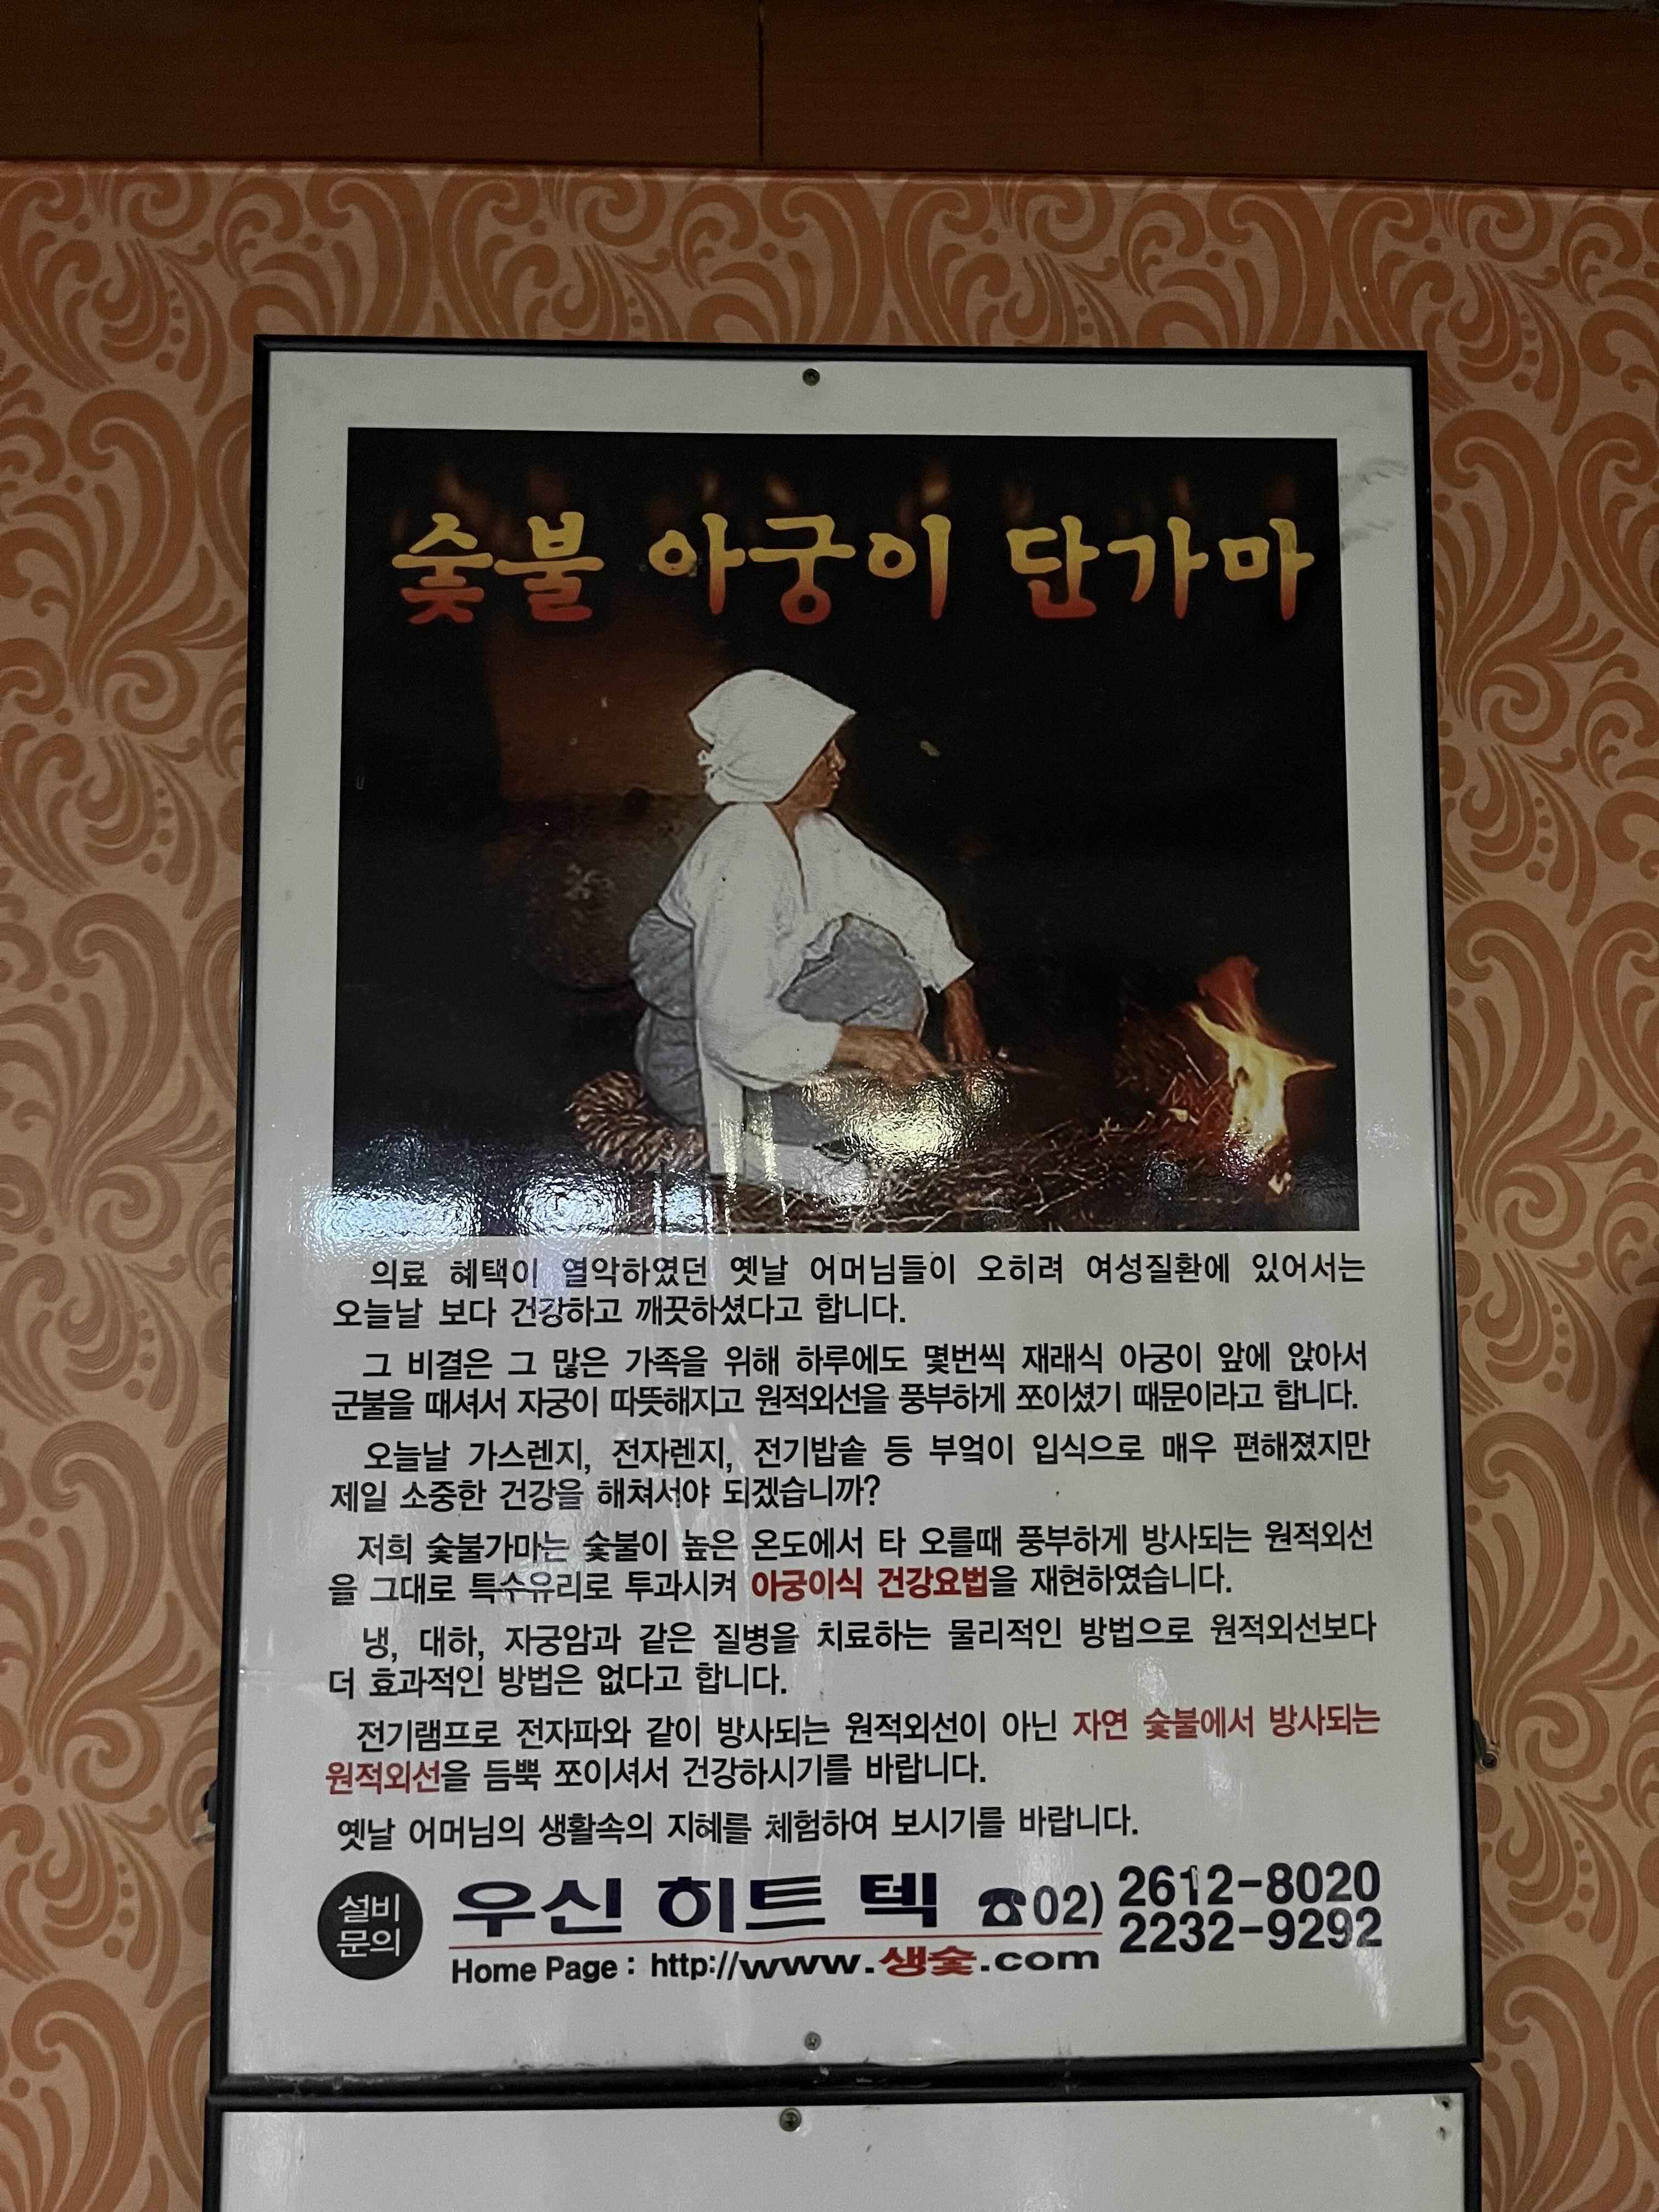 숯불 아궁이 단가마
의료 혜택이 열악하였던 옛날 어머님들이 오히려 여성질환에 있어서는
오늘날 보다 건강하고 깨끗하셨다고 합니다.
그 비결은 그 많은 가족을 위해 하루에도 몇번씩 재래식 아궁이 앞에 앉아서
군불을 때셔서 자궁이 따뜻해지고 원적외선을 풍부하게 쪼이셨기 때문이라고 합니다.
오늘날 가스렌지, 전자렌지, 전기밥솥 등 부엌이 입식으로 매우 편해졌지만
제일 소중한 건강을 해쳐서야 되겠습니까?
저희 숯불가마는 숯불이 높은 온도에서 타 오를때 풍부하게 방사되는 원적외선
을 그대로 특수유리로 투과시켜 아궁이식 건강요법을 재현하였습니다.
냉, 대하, 자궁암과 같은 질병을 치료하는 물리적인 방법으로 원적외선보다
더 효과적인 방법은 없다고 합니다.
전기램프로 전자파와 같이 방사되는 원적외선이 아닌 자연 숯불에서 방사되는
원적외선을 듬뿍 쪼이셔서 건강하시기를 바랍니다.
옛날 어머님의 생활속의 지혜를 체험하여 보시기를 바랍니다.
설비
문의
우신 히트 텍 ☎02) 2612-8020
2232-9292
Home Page : http://www.생숯.com